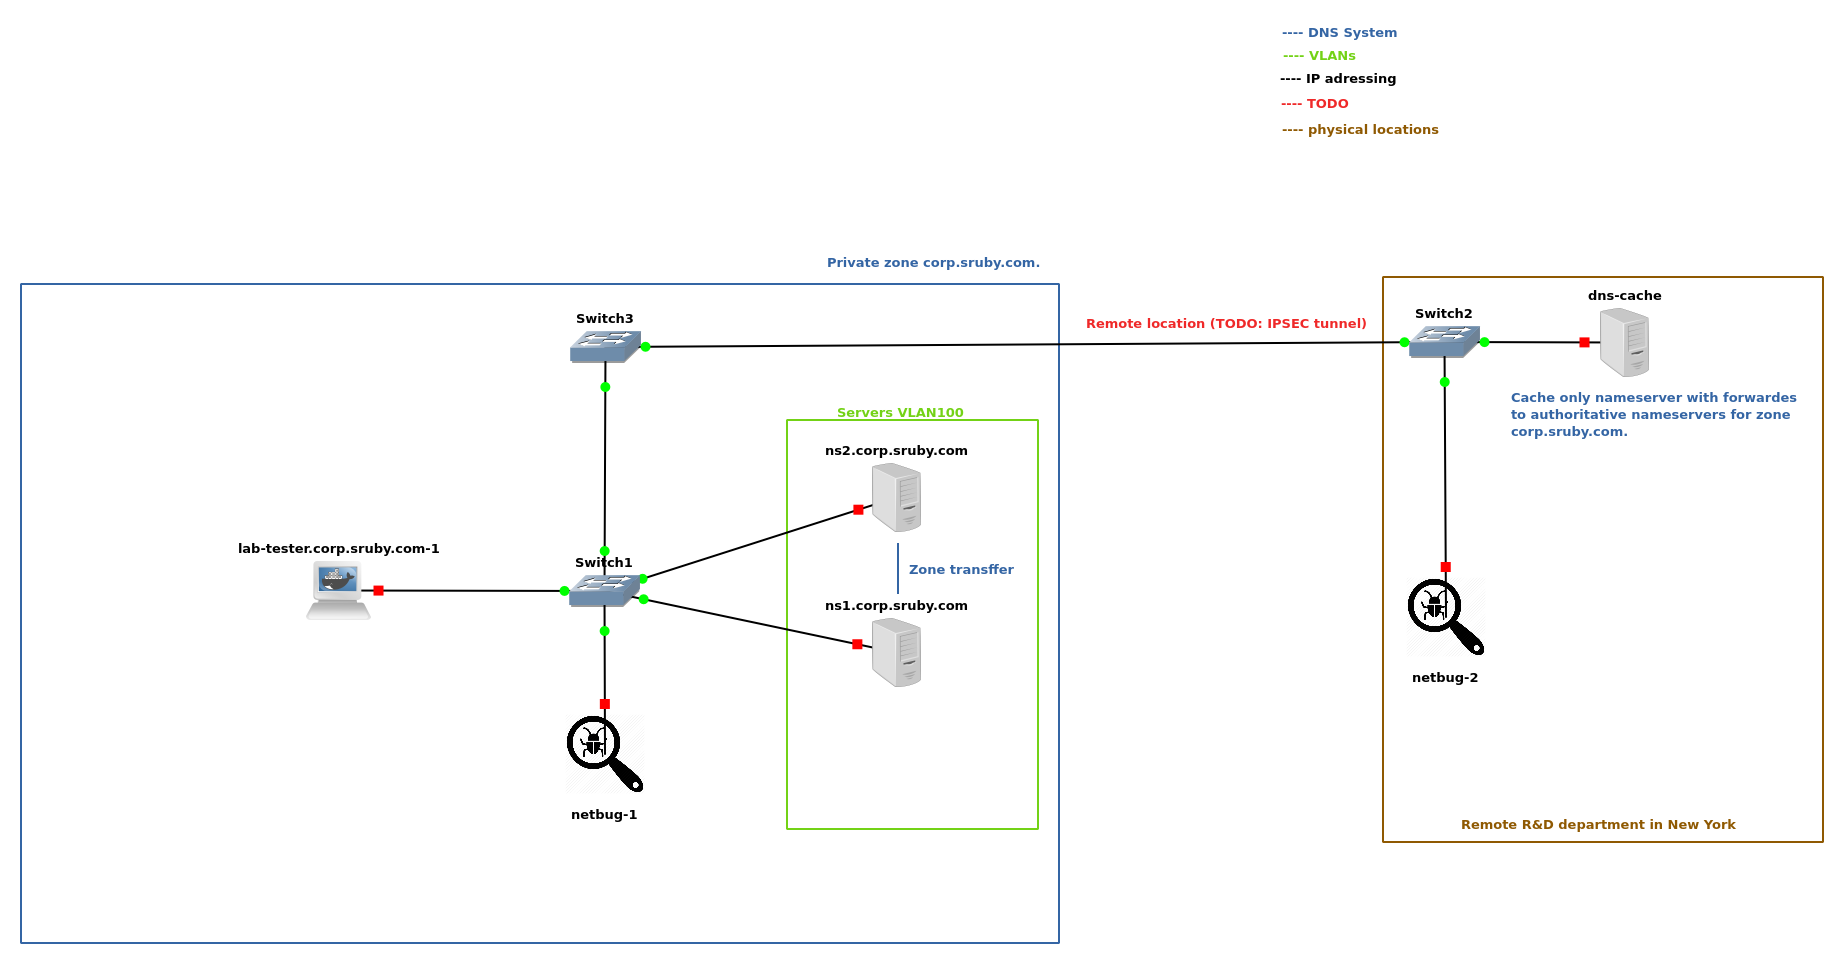 ---- DNS System
---- VLANs
---- IP adressing
---- TODO
---- physical locations
Private zone corp.sruby.com.
Switch3
Remote location (TODO: IPSEC tunnel)
Switch2
dns-cache
Cache only nameserver with forwardes
to authoritative nameservers for zone
corp.sruby.com.
Servers VLAN100
ns2.corp.sruby.com
lab-tester.corp.sruby.com-1
Switch1
Zone transffer
ns1.corp.sruby.com
netbug-1
netbug-2
Remote R&D department in New York